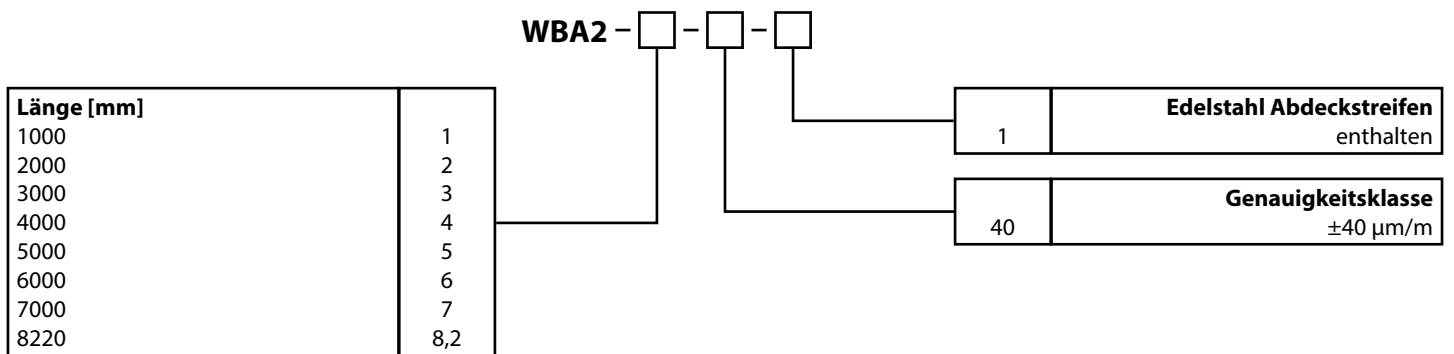 WBA2 – □ – □ – □
Länge [mm]
1000 1
2000 2
3000 3
4000 4
5000 5
6000 6
7000 7
8220 8,2
Edelstahl Abdeckstreifen
1 enthalten
Genauigkeitsklasse
40 ±40 µm/m